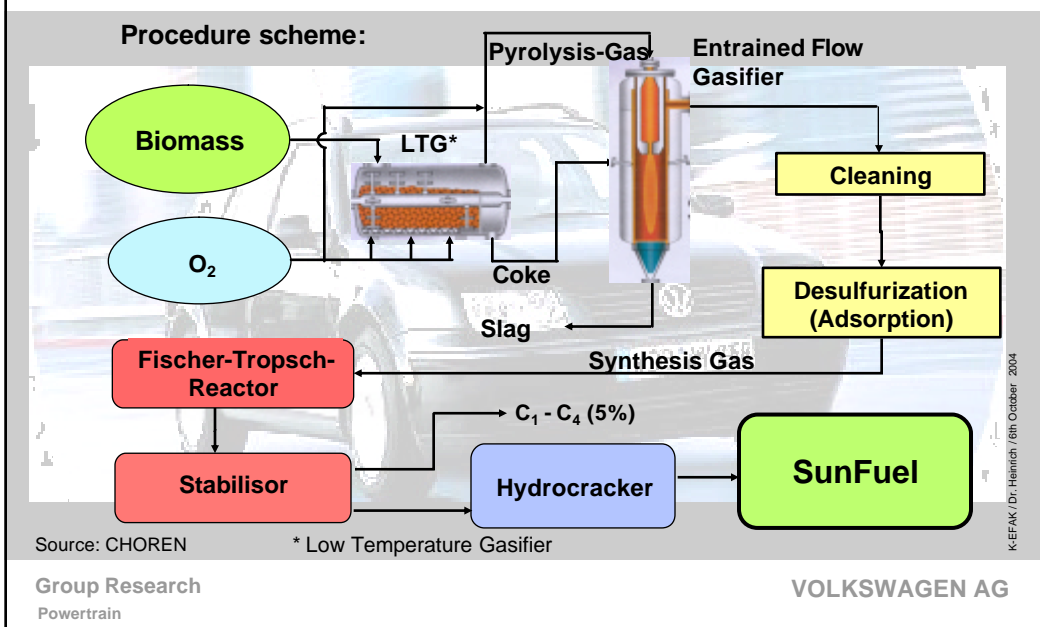 Procedure scheme:
Pyrolysis-Gas
Entrained Flow
Gasifier
Biomass
LTG*
Cleaning
O₂
Coke
Desulfurization
(Adsorption)
Slag
Fischer-Tropsch-
Reactor
Synthesis Gas
C₁ - C₄ (5%)
Stabilisor
Hydrocracker
SunFuel
K-EFAK / Dr. Heinrich / 6th October 2004
Source: CHOREN
* Low Temperature Gasifier
Group Research
VOLKSWAGEN AG
Powertrain